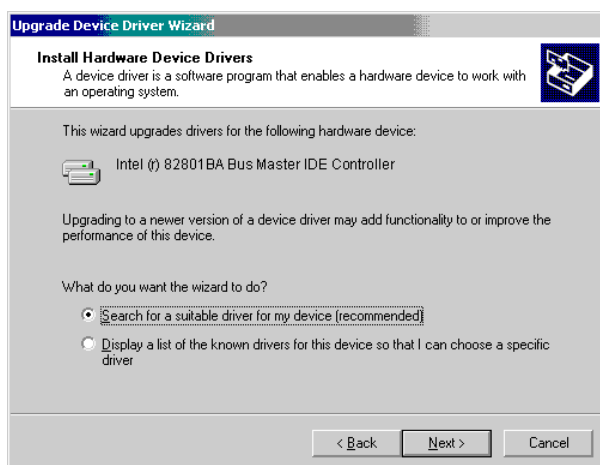 Upgrade Device Driver Wizard
Install Hardware Device Drivers
A device driver is a software program that enables a hardware device to work with
an operating system.
This wizard upgrades drivers for the following hardware device:
Intel (r) 82801BA Bus Master IDE Controller
Upgrading to a newer version of a device driver may add functionality to or improve the
performance of this device.
What do you want the wizard to do?
Search for a suitable driver for my device (recommended)
Display a list of the known drivers for this device so that I can choose a specific
driver
< Back
Next >
Cancel